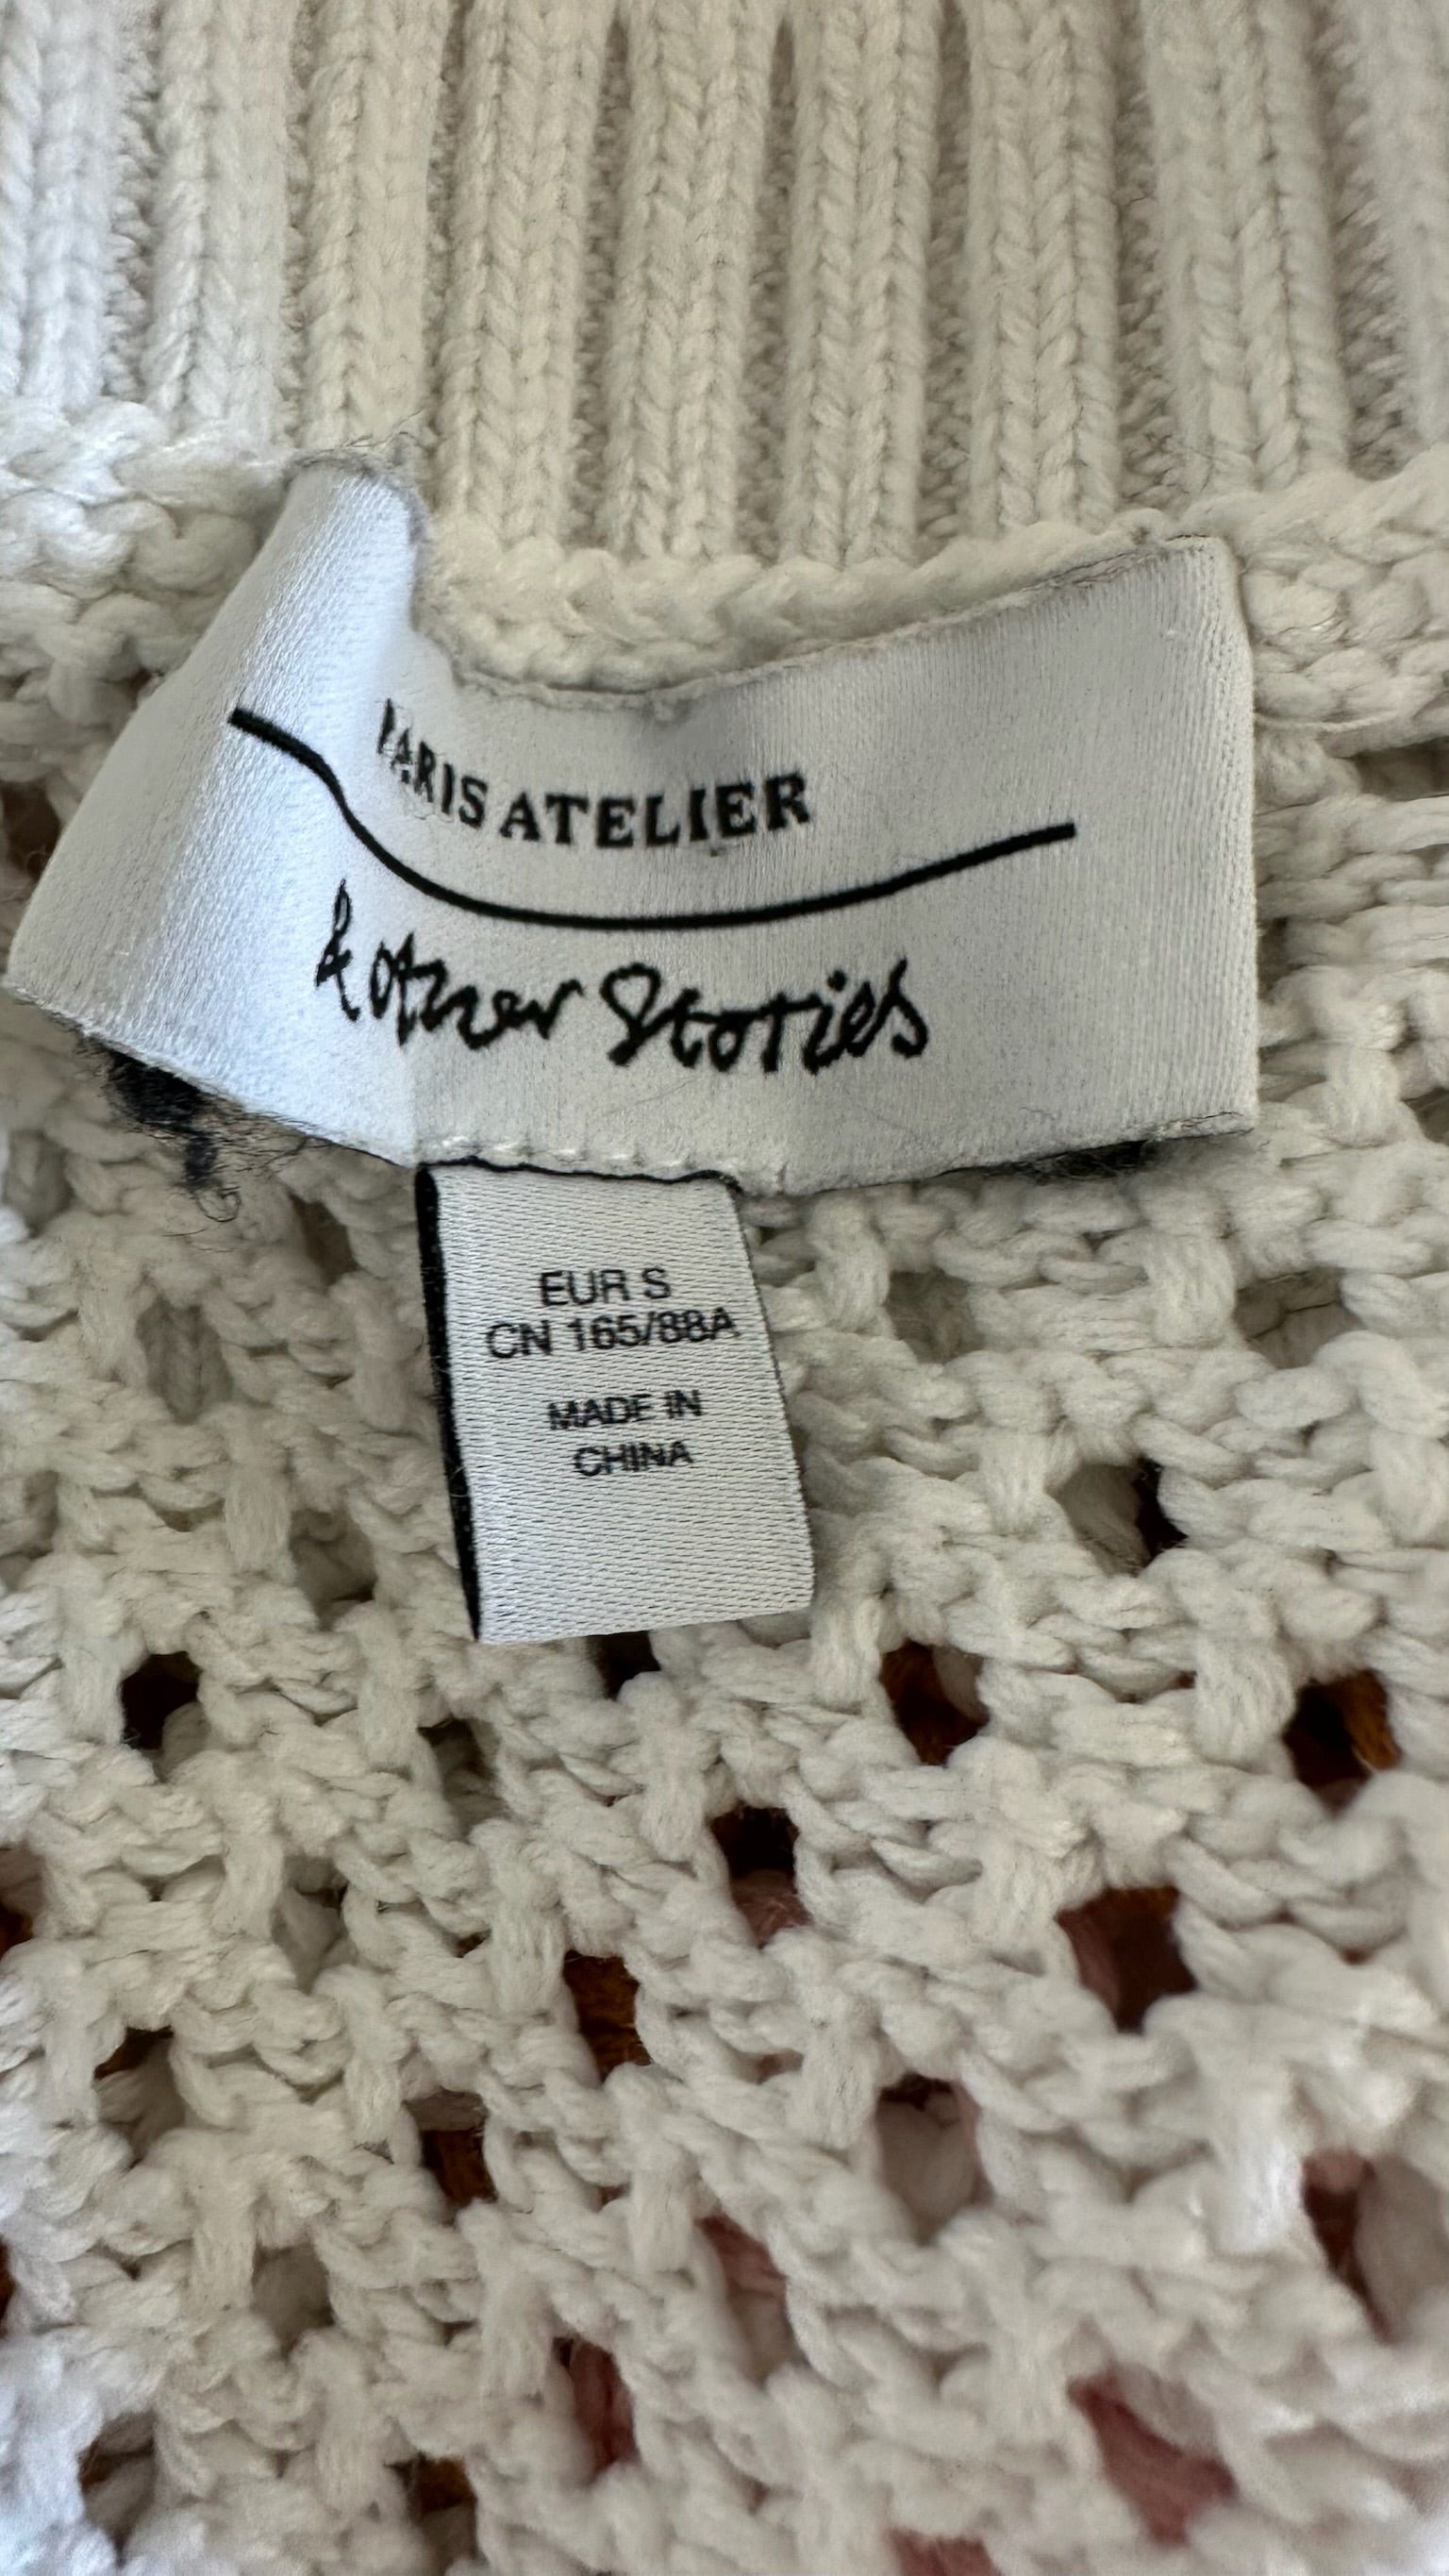 PARIS ATELIER
& Other Stories
EUR S
CN 165/88A
MADE IN
CHINA